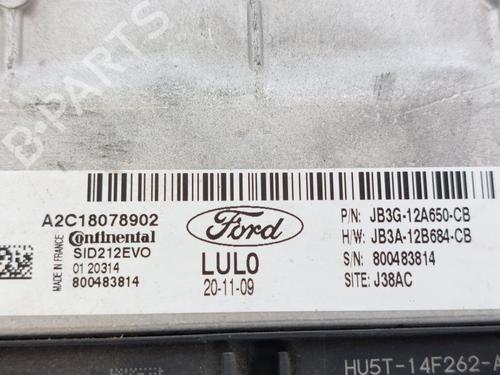 B-PARTS
A2C18078902
Continental
SID212EVO
01 20314
800483814
MADE IN FRANCE
Ford
LUL0
20-11-09
P/N: JB3G-12A650-CB
H/W: JB3A-12B684-CB
S/N: 800483814
SITE: J38AC
HU5T-14F262-A